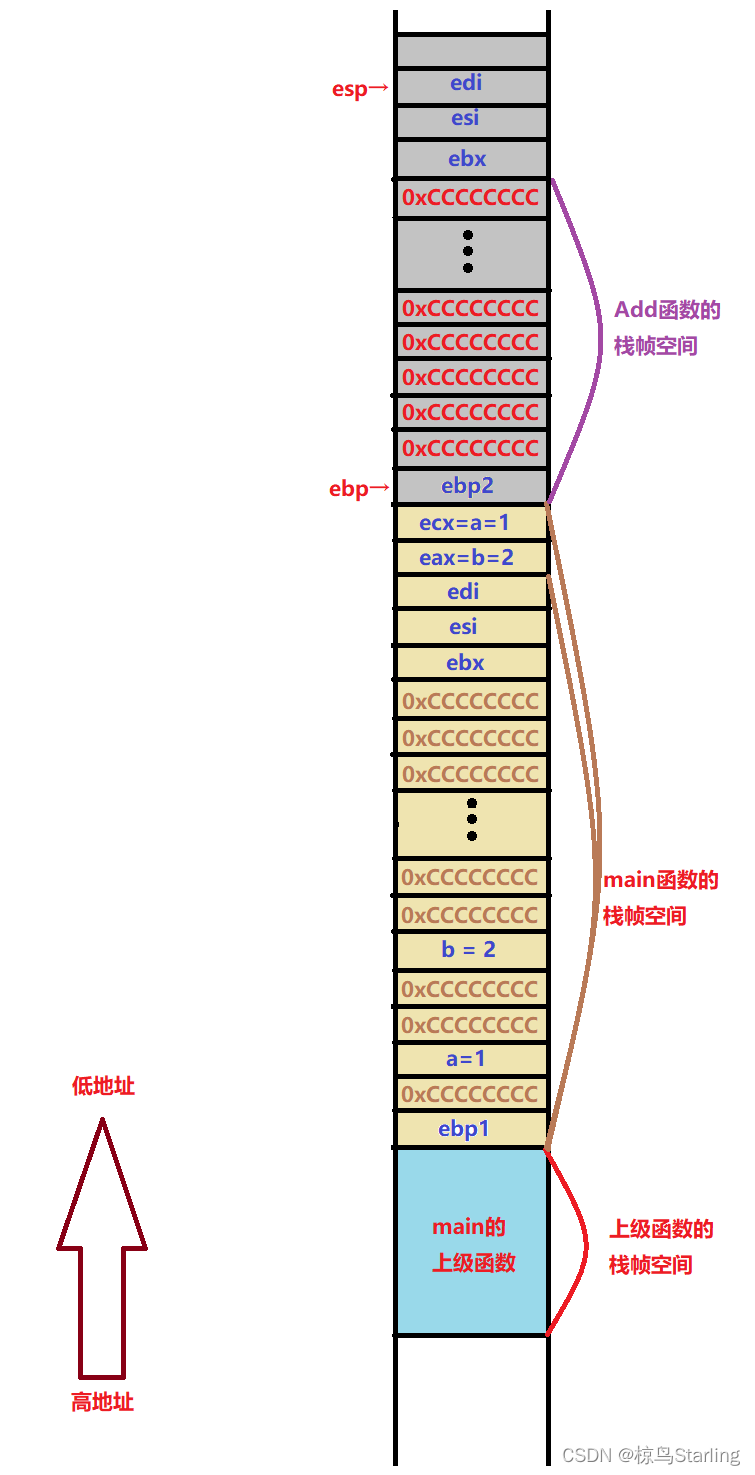 esp→
edi
esi
ebx
0xCCCCCCCC
0xCCCCCCCC
Add函数的
栈帧空间
0xCCCCCCCC
0xCCCCCCCC
0xCCCCCCCC
0xCCCCCCCC
ebp→
ebp2
ecx=a=1
eax=b=2
edi
esi
ebx
0xCCCCCCCC
0xCCCCCCCC
0xCCCCCCCC
0xCCCCCCCC
main函数的
栈帧空间
0xCCCCCCCC
b = 2
0xCCCCCCCC
0xCCCCCCCC
a=1
0xCCCCCCCC
ebp1
低地址
高地址
main的
上级函数
上级函数的
栈帧空间
CSDN @椋鸟Starling